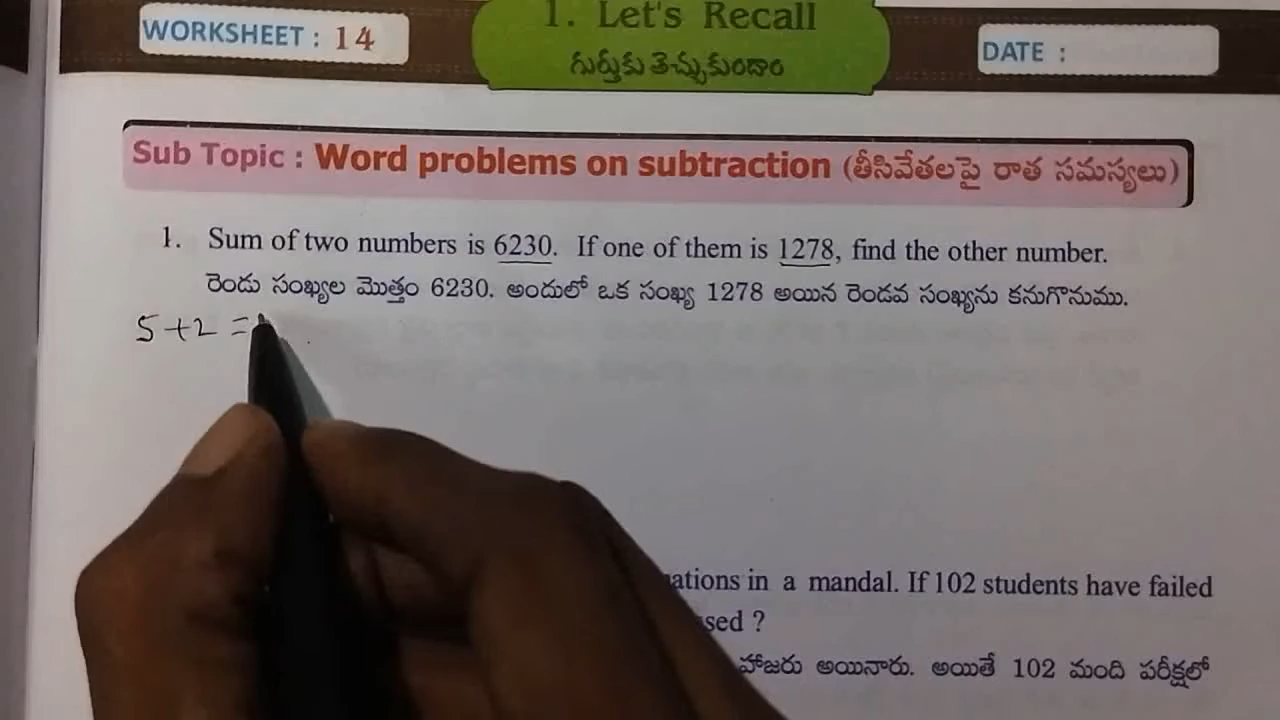 WORKSHEET : 14
1. Let's Recall
గుర్తుకు తెచ్చుకుందాం
DATE :
Sub Topic : Word problems on subtraction (తీసివేతలపై రాత సమస్యలు)
1. Sum of two numbers is 6230. If one of them is 1278, find the other number.
రెండు సంఖ్యల మొత్తం 6230. అందులో ఒక సంఖ్య 1278 అయిన రెండవ సంఖ్యను కనుగొనుము.
5+2 =
in a mandal. If 102 students have failed
?
హాజరు అయినారు. అయితే 102 మంది పరీక్షలో